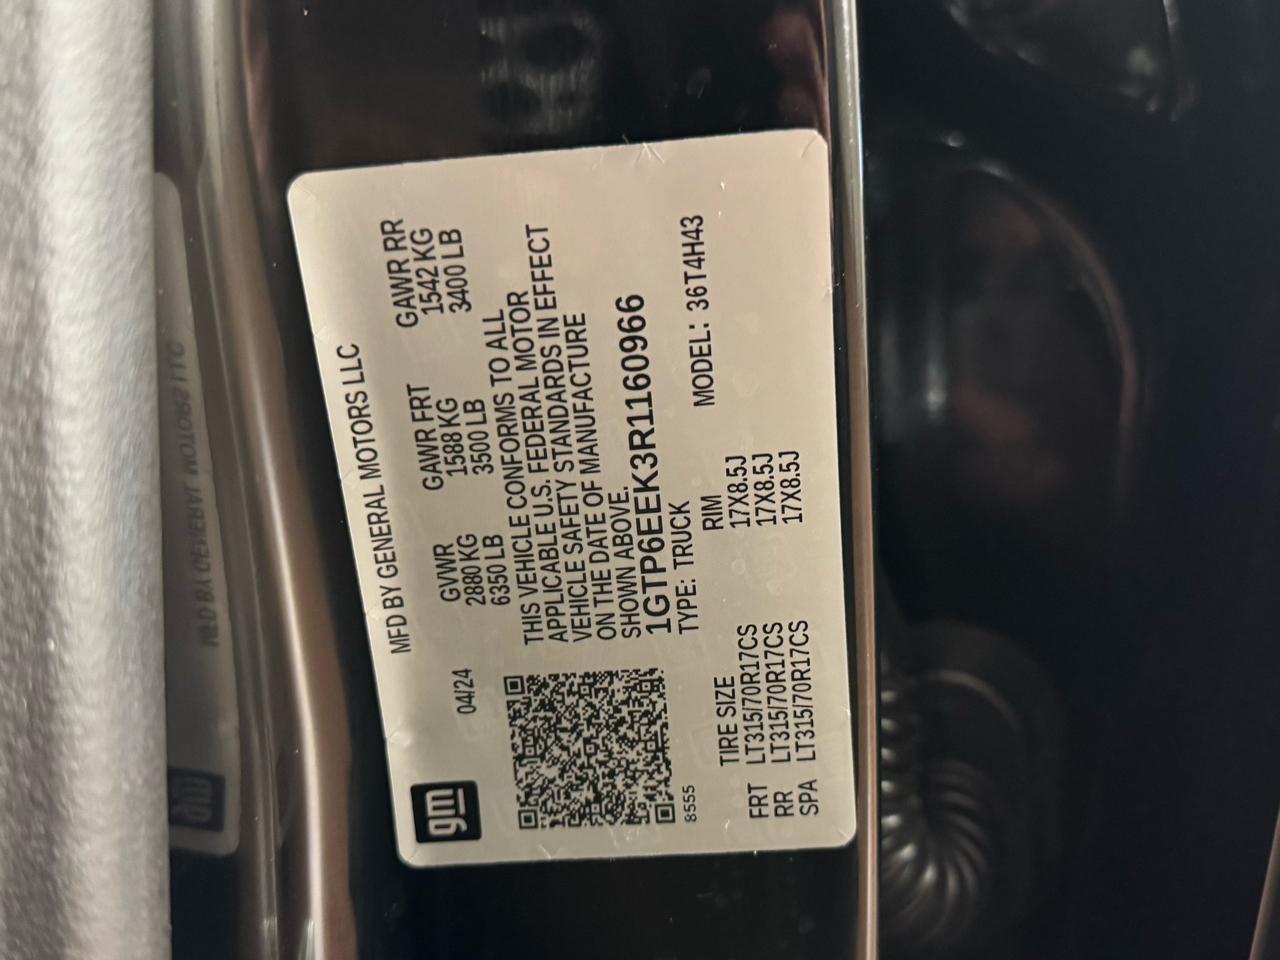 MFD BY GENERAL MOTORS LLC
gm
04/24 GVWR GAWR FRT GAWR RR
2880 KG 1588 KG 1542 KG
6350 LB 3500 LB 3400 LB
THIS VEHICLE CONFORMS TO ALL
APPLICABLE U.S. FEDERAL MOTOR
VEHICLE SAFETY STANDARDS IN EFFECT
ON THE DATE OF MANUFACTURE
SHOWN ABOVE.
1GTP6EEK3R1160966
TYPE: TRUCK MODEL: 36T4H43
8555
TIRE SIZE RIM
FRT LT315/70R17CS 17X8.5J
RR LT315/70R17CS 17X8.5J
SPA LT315/70R17CS 17X8.5J